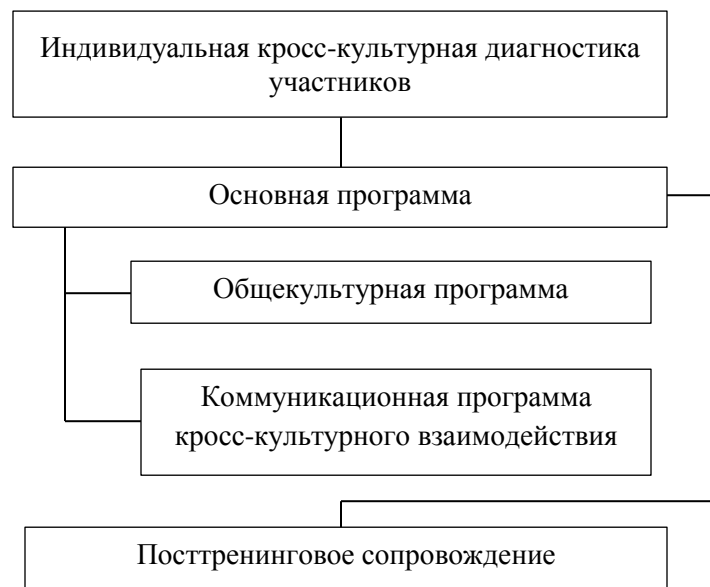 Индивидуальная кросс-культурная диагностика
участников
Основная программа
Общекультурная программа
Коммуникационная программа
кросс-культурного взаимодействия
Посттренинговое сопровождение